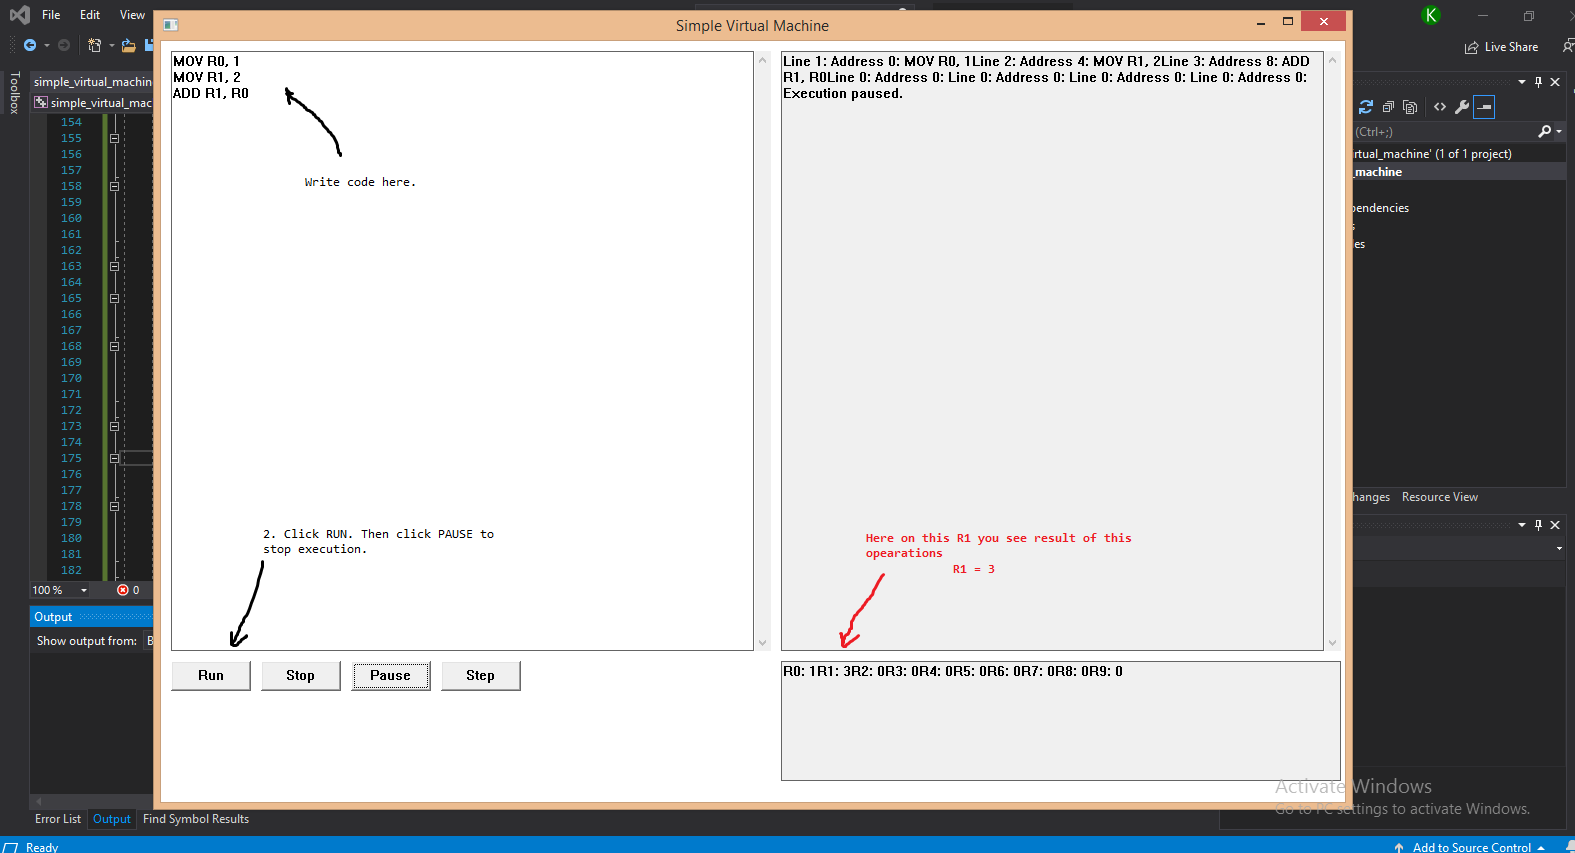 File Edit View
Simple Virtual Machine
K
Live Share
Toolbox
simple_virtual_machin
simple_virtual_mac
154
155
156
157
158
159
160
161
162
163
164
165
166
167
168
169
170
171
172
173
174
175
176
177
178
179
180
181
182
MOV R0, 1
MOV R1, 2
ADD R1, R0
Write code here.
2. Click RUN. Then click PAUSE to
stop execution.
Line 1: Address 0: MOV R0, 1Line 2: Address 4: MOV R1, 2Line 3: Address 8: ADD
R1, R0Line 0: Address 0: Line 0: Address 0: Line 0: Address 0: Line 0: Address 0:
Execution paused.
Here on this R1 you see result of this
opearations
R1 = 3
Run Stop Pause Step
R0: 1R1: 3R2: 0R3: 0R4: 0R5: 0R6: 0R7: 0R8: 0R9: 0
(Ctrl+;)
irtual_machine' (1 of 1 project)
_machine
pendencies
s
es
hanges Resource View
100 % 0
Output
Show output from: B
Error List Output Find Symbol Results
Activate Windows
Go to PC settings to activate Windows.
Ready
Add to Source Control